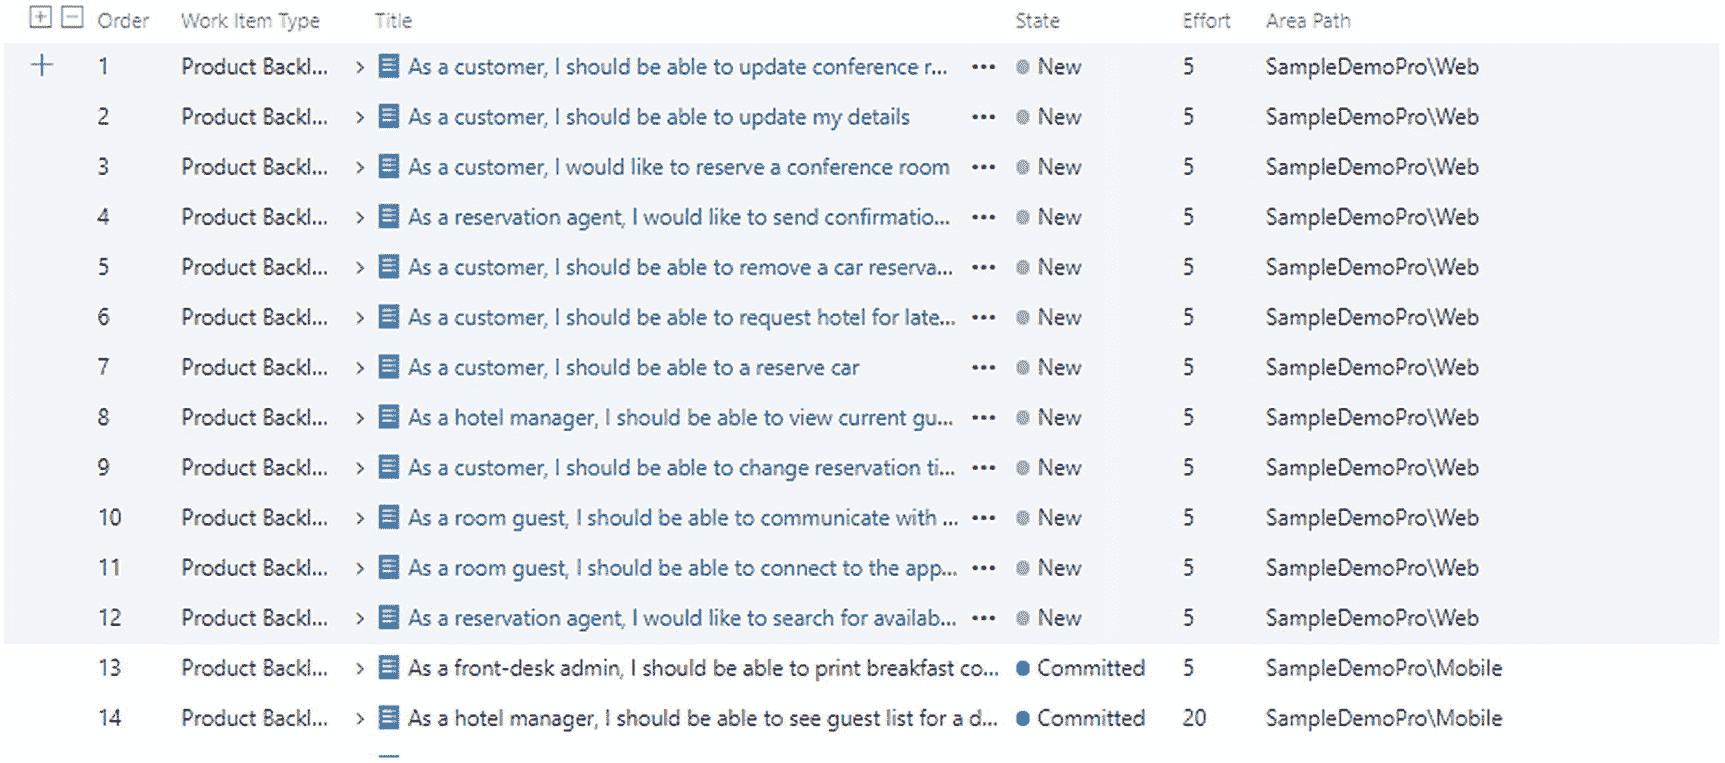 Order Work Item Type Title State Effort Area Path
1 Product Backl... As a customer, I should be able to update conference r... ••• New 5 SampleDemoPro\Web
2 Product Backl... As a customer, I should be able to update my details ••• New 5 SampleDemoPro\Web
3 Product Backl... As a customer, I would like to reserve a conference room ••• New 5 SampleDemoPro\Web
4 Product Backl... As a reservation agent, I would like to send confirmatio... ••• New 5 SampleDemoPro\Web
5 Product Backl... As a customer, I should be able to remove a car reserva... ••• New 5 SampleDemoPro\Web
6 Product Backl... As a customer, I should be able to request hotel for late... ••• New 5 SampleDemoPro\Web
7 Product Backl... As a customer, I should be able to a reserve car ••• New 5 SampleDemoPro\Web
8 Product Backl... As a hotel manager, I should be able to view current gu... ••• New 5 SampleDemoPro\Web
9 Product Backl... As a customer, I should be able to change reservation ti... ••• New 5 SampleDemoPro\Web
10 Product Backl... As a room guest, I should be able to communicate with ... ••• New 5 SampleDemoPro\Web
11 Product Backl... As a room guest, I should be able to connect to the app... ••• New 5 SampleDemoPro\Web
12 Product Backl... As a reservation agent, I would like to search for availab... ••• New 5 SampleDemoPro\Web
13 Product Backl... As a front-desk admin, I should be able to print breakfast co... Committed 5 SampleDemoPro\Mobile
14 Product Backl... As a hotel manager, I should be able to see guest list for a d... Committed 20 SampleDemoPro\Mobile